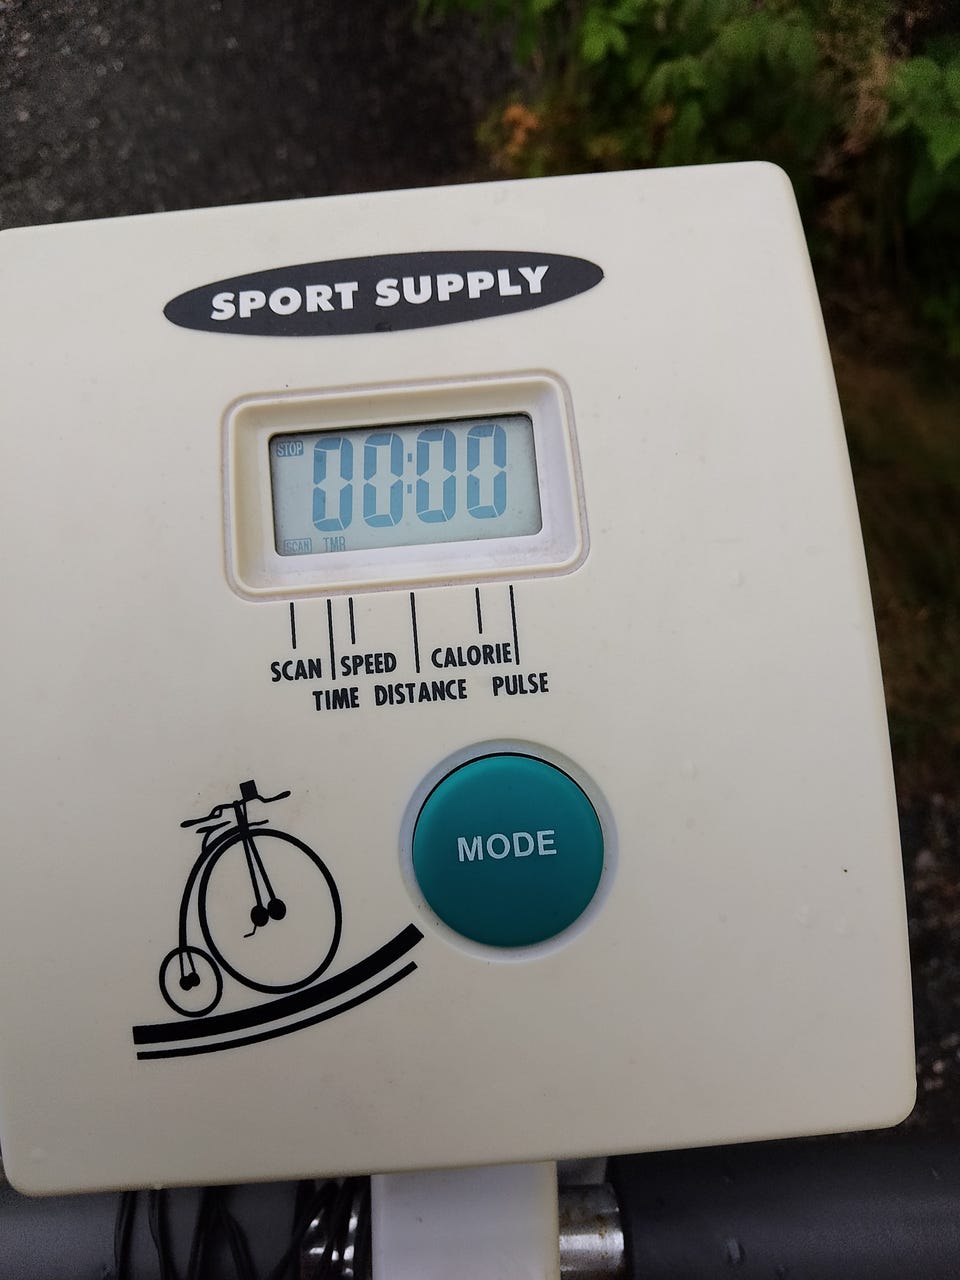 SPORT SUPPLY
STOP
00:00
SCAN TMR
SCAN SPEED CALORIE
TIME DISTANCE PULSE
MODE